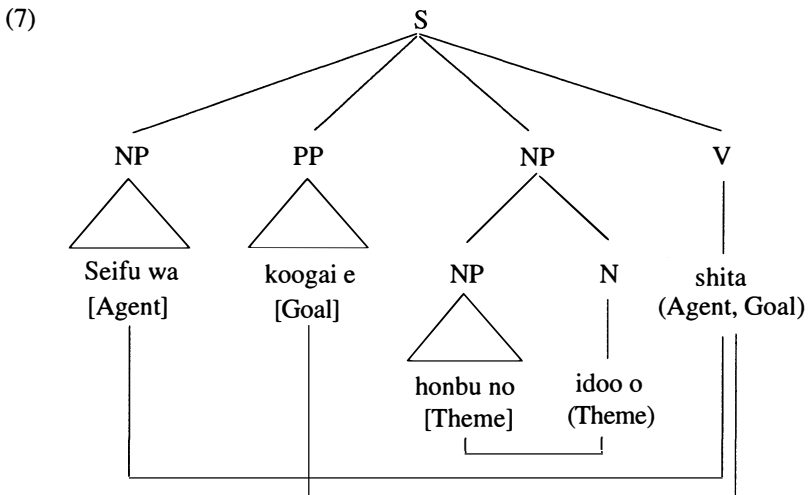 (7) S
NP PP NP V
Seifu wa koogai e NP N shita
[Agent] [Goal] (Agent, Goal)
honbu no idoo o
[Theme] (Theme)